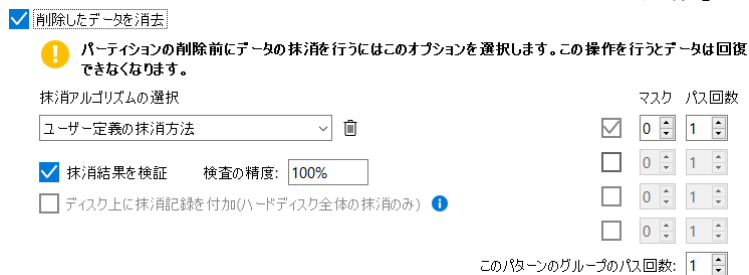 削除したデータを消去
パーティションの削除前にデータの抹消を行うにはこのオプションを選択します。この操作を行うとデータは回復
できなくなります。
抹消アルゴリズムの選択
マスク パス回数
ユーザー定義の抹消方法
0 1
抹消結果を検証 検査の精度: 100%
0 1
ディスク上に抹消記録を付加(ハードディスク全体の抹消のみ)
0 1
0 1
このパターンのグループのパス回数: 1